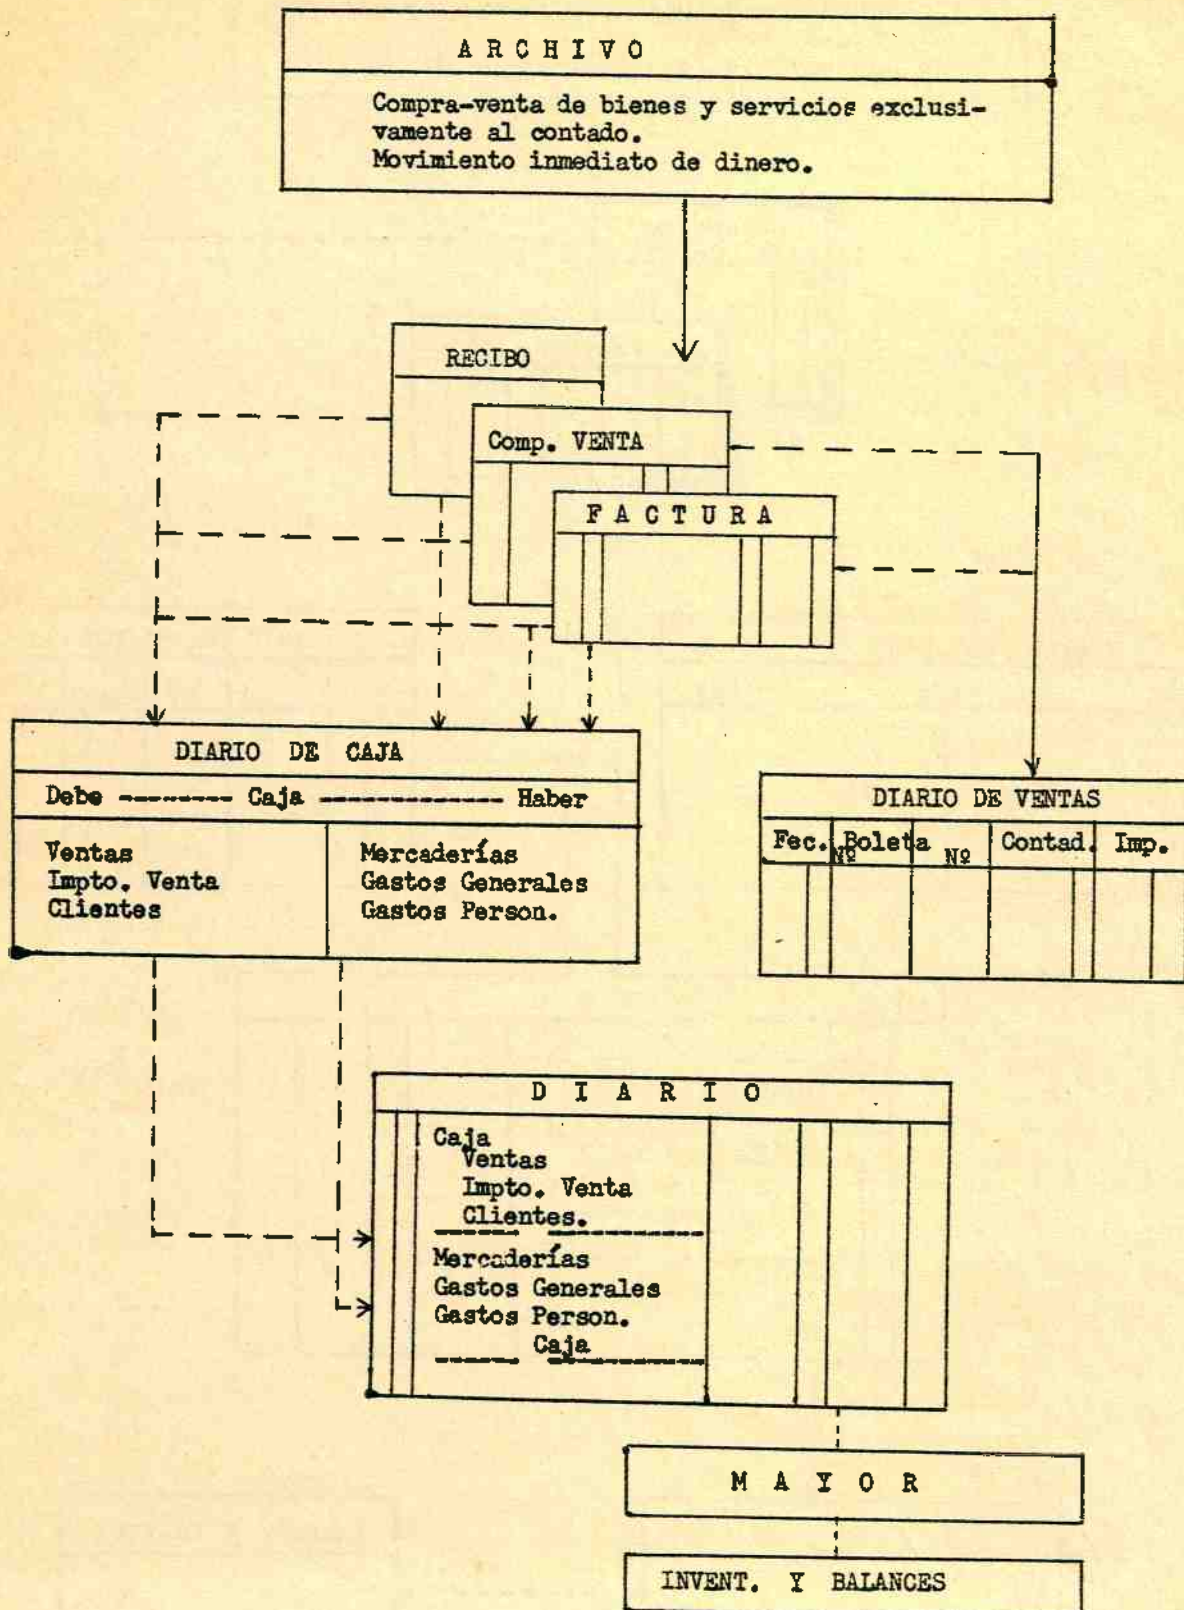 ARCHIVO
Compra-venta de bienes y servicios exclusi-
vamente al contado.
Movimiento inmediato de dinero.
RECIBO
Comp. VENTA
FACTURA
DIARIO DE CAJA
Debe -------- Caja ------------- Haber
Ventas
Impto. Venta
Clientes
Mercaderías
Gastos Generales
Gastos Person.
DIARIO DE VENTAS
Fec. Boleta Contad. Imp.
Nº Nº
DIARIO
Caja
Ventas
Impto. Venta
Clientes.
Mercaderías
Gastos Generales
Gastos Person.
Caja
MAYOR
INVENT. Y BALANCES